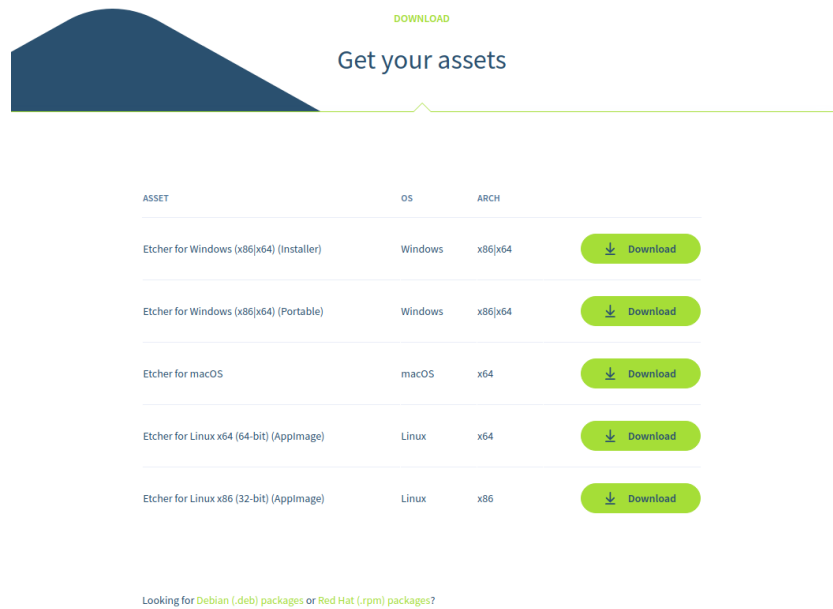 DOWNLOAD
Get your assets
ASSET OS ARCH
Etcher for Windows (x86|x64) (Installer) Windows x86|x64 Download
Etcher for Windows (x86|x64) (Portable) Windows x86|x64 Download
Etcher for macOS macOS x64 Download
Etcher for Linux x64 (64-bit) (AppImage) Linux x64 Download
Etcher for Linux x86 (32-bit) (AppImage) Linux x86 Download
Looking for Debian (.deb) packages or Red Hat (.rpm) packages?